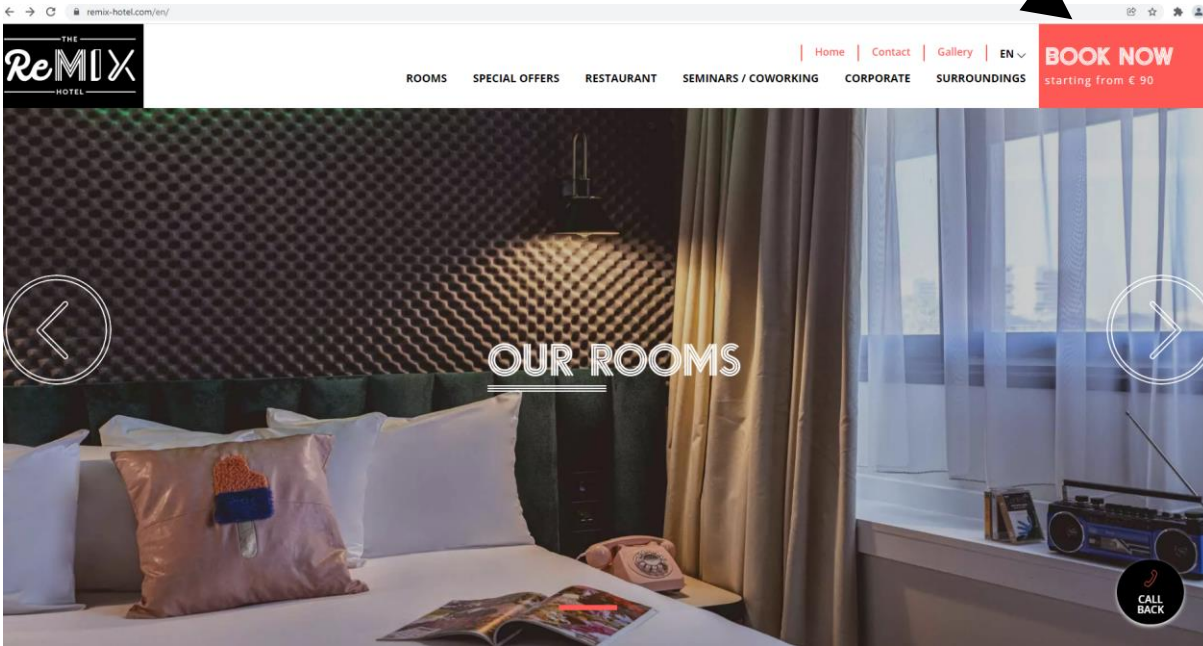 remix-hotel.com/en/
THE
ReMIX
HOTEL
Home
Contact
Gallery
EN
BOOK NOW
starting from € 90
ROOMS
SPECIAL OFFERS
RESTAURANT
SEMINARS / COWORKING
CORPORATE
SURROUNDINGS
OUR ROOMS
CALL
BACK